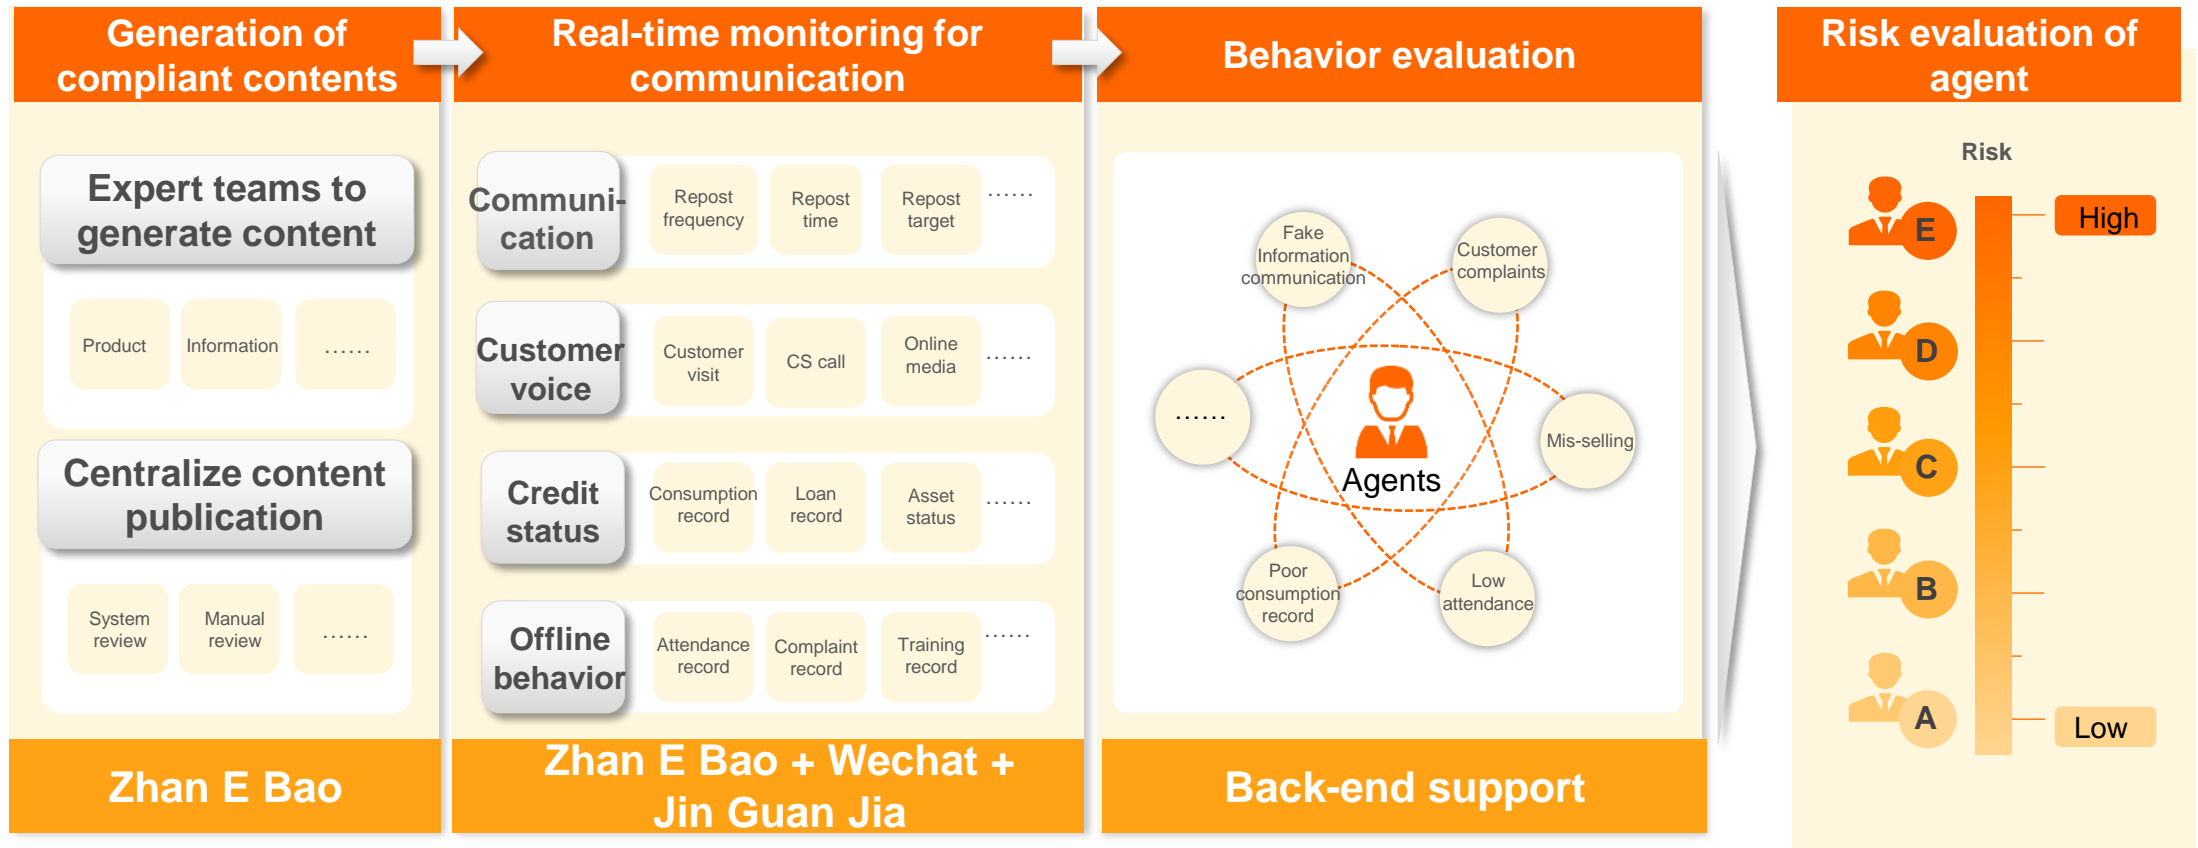 Generation of
compliant contents
Real-time monitoring for
communication
Behavior evaluation
Risk evaluation of
agent
Expert teams to
generate content
Product
Information
......
Centralize content
publication
System
review
Manual
review
......
Zhan E Bao
Communi-
cation
Repost
frequency
Repost
time
Repost
target
......
Customer
voice
Customer
visit
CS call
Online
media
......
Credit
status
Consumption
record
Loan
record
Asset
status
......
Offline
behavior
Attendance
record
Complaint
record
Training
record
......
Zhan E Bao + Wechat +
Jin Guan Jia
Fake
Information
communication
Customer
complaints
......
Agents
Mis-selling
Poor
consumption
record
Low
attendance
Back-end support
Risk
E
High
D
C
B
A
Low